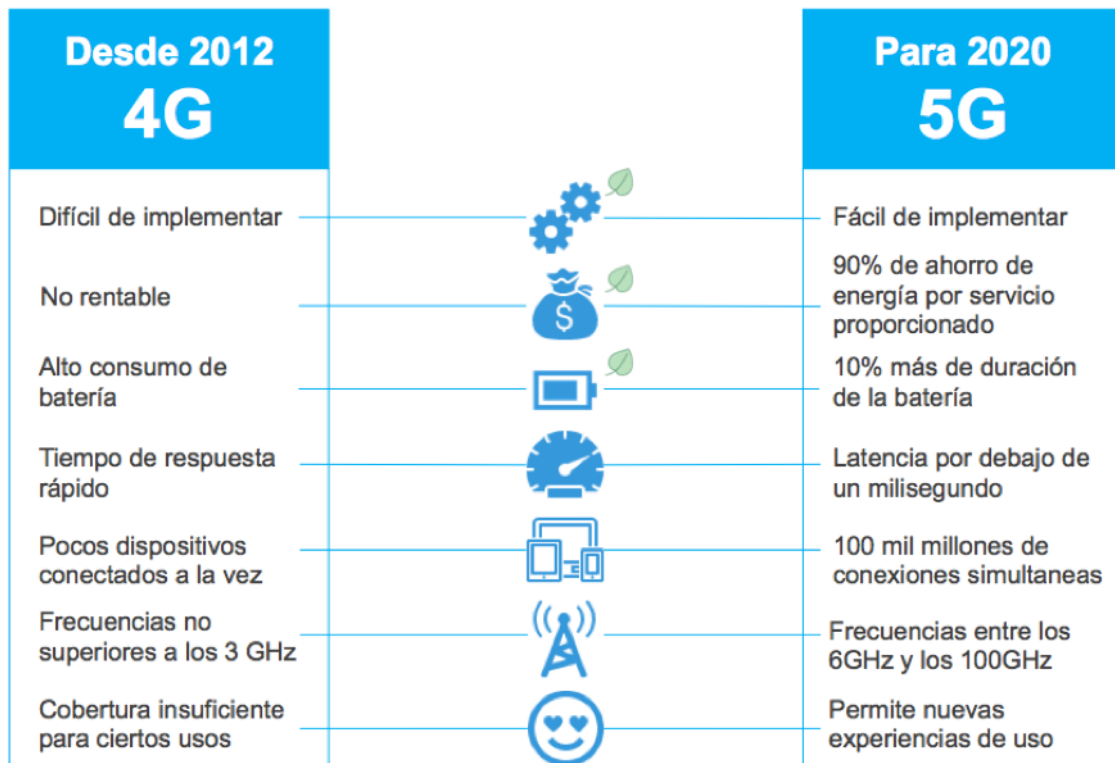 Desde 2012
4G
Para 2020
5G
Difícil de implementar
Fácil de implementar
No rentable
$
90% de ahorro de
energía por servicio
proporcionado
Alto consumo de
batería
10% más de duración
de la batería
Tiempo de respuesta
rápido
Latencia por debajo de
un milisegundo
Pocos dispositivos
conectados a la vez
100 mil millones de
conexiones simultaneas
Frecuencias no
superiores a los 3 GHz
Frecuencias entre los
6GHz y los 100GHz
Cobertura insuficiente
para ciertos usos
Permite nuevas
experiencias de uso